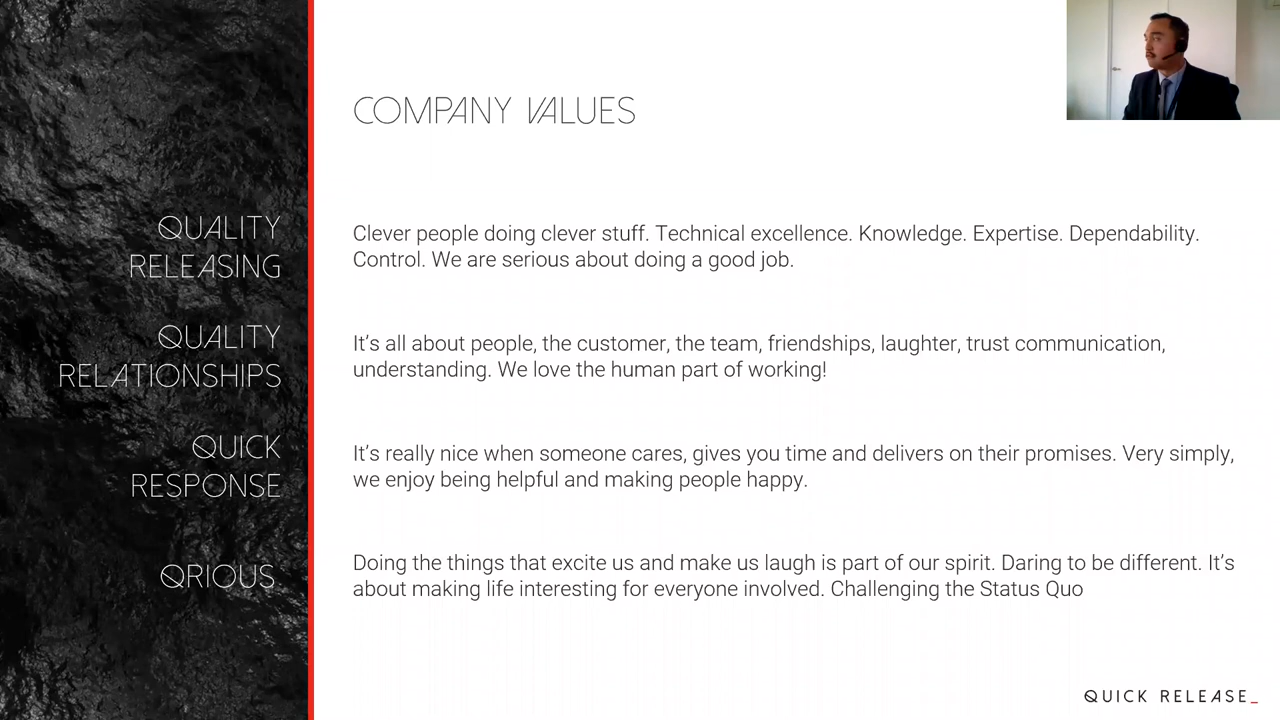 COMPANY VALUES
QUALITY
RELEASING
Clever people doing clever stuff. Technical excellence. Knowledge. Expertise. Dependability.
Control. We are serious about doing a good job.
QUALITY
RELATIONSHIPS
It's all about people, the customer, the team, friendships, laughter, trust communication,
understanding. We love the human part of working!
QUICK
RESPONSE
It's really nice when someone cares, gives you time and delivers on their promises. Very simply,
we enjoy being helpful and making people happy.
QRIOUS
Doing the things that excite us and make us laugh is part of our spirit. Daring to be different. It's
about making life interesting for everyone involved. Challenging the Status Quo
QUICK RELEASE_